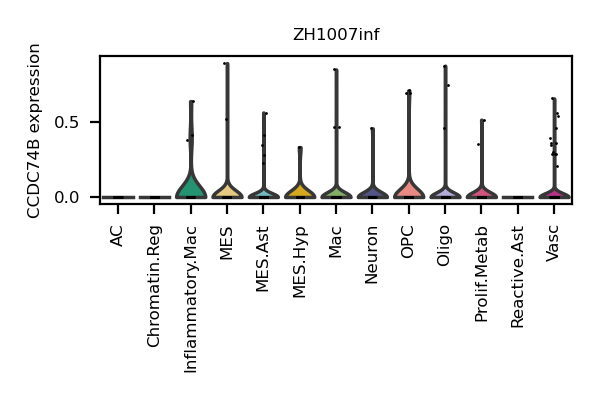 ZH1007inf
CCDC74B expression
0.5
0.0
AC
Chromatin.Reg
Inflammatory.Mac
MES
MES.Ast
MES.Hyp
Mac
Neuron
OPC
Oligo
Prolif.Metab
Reactive.Ast
Vasc